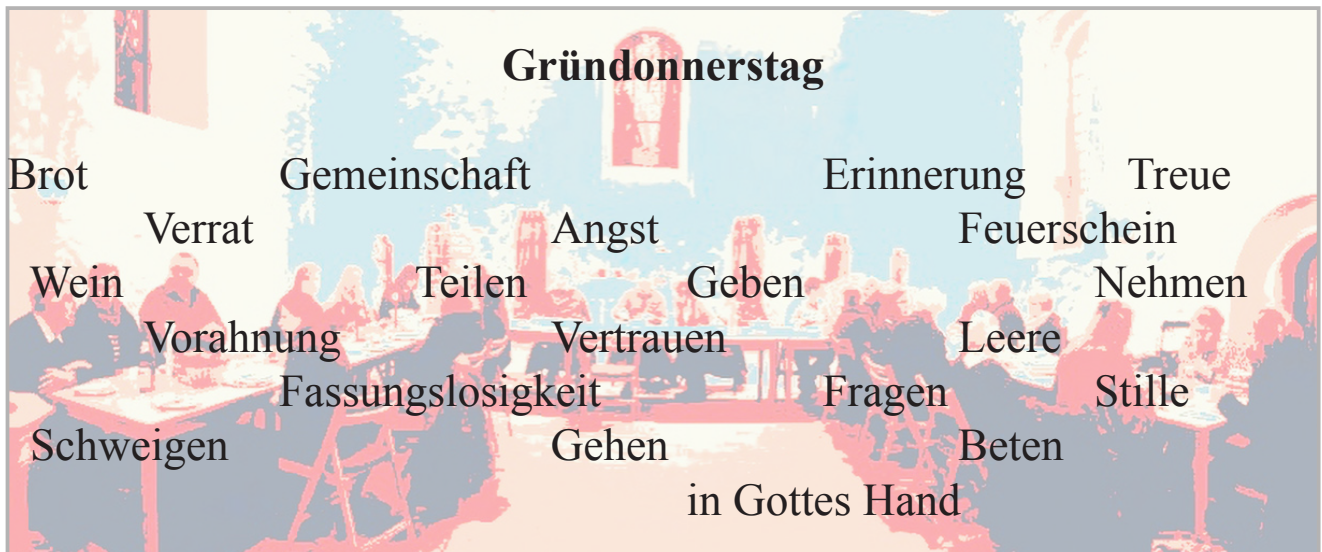 Gründonnerstag
Brot Gemeinschaft Erinnerung Treue
Verrat Angst Feuerschein
Wein Teilen Geben Nehmen
Vorahnung Vertrauen Leere
Fassungslosigkeit Fragen Stille
Schweigen Gehen Beten
in Gottes Hand